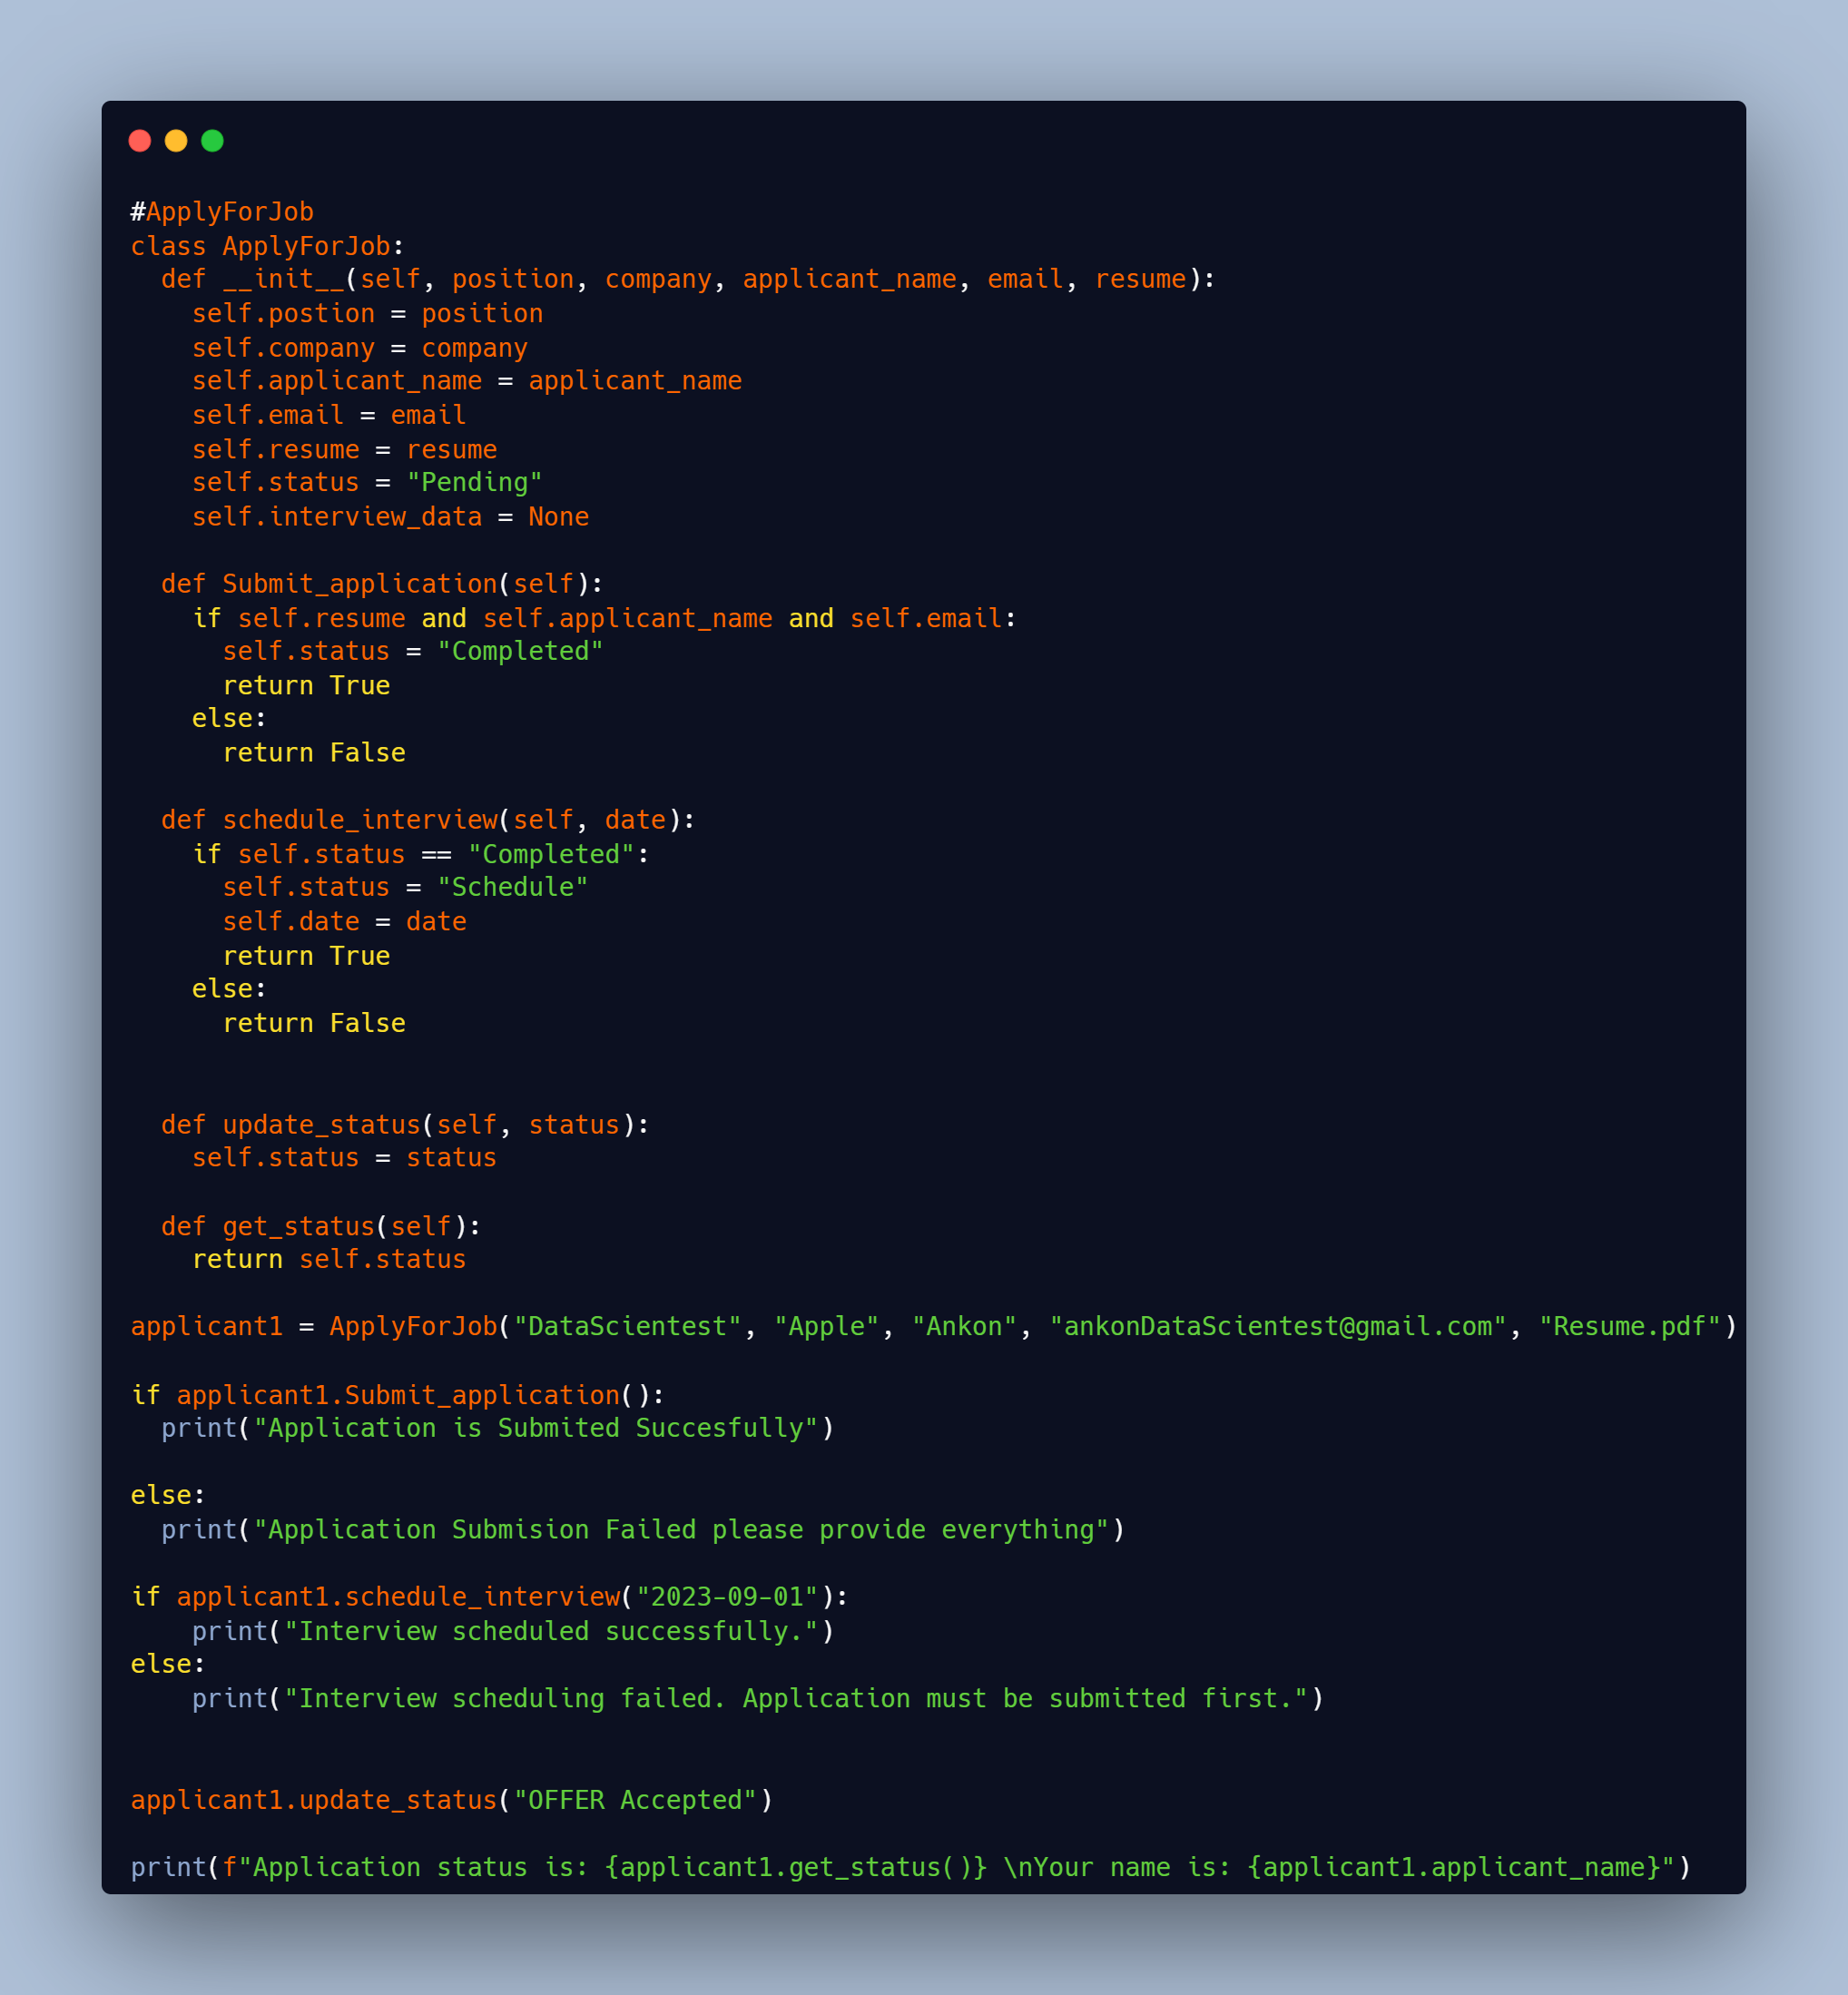 #ApplyForJob
class ApplyForJob:
  def __init__(self, position, company, applicant_name, email, resume):
    self.postion = position
    self.company = company
    self.applicant_name = applicant_name
    self.email = email
    self.resume = resume
    self.status = "Pending"
    self.interview_data = None

  def Submit_application(self):
    if self.resume and self.applicant_name and self.email:
      self.status = "Completed"
      return True
    else:
      return False

  def schedule_interview(self, date):
    if self.status == "Completed":
      self.status = "Schedule"
      self.date = date
      return True
    else:
      return False


  def update_status(self, status):
    self.status = status

  def get_status(self):
    return self.status

applicant1 = ApplyForJob("DataScientest", "Apple", "Ankon", "ankonDataScientest@gmail.com", "Resume.pdf")

if applicant1.Submit_application():
  print("Application is Submited Succesfully")

else:
  print("Application Submision Failed please provide everything")

if applicant1.schedule_interview("2023-09-01"):
    print("Interview scheduled successfully.")
else:
    print("Interview scheduling failed. Application must be submitted first.")


applicant1.update_status("OFFER Accepted")

print(f"Application status is: {applicant1.get_status()} \nYour name is: {applicant1.applicant_name}")